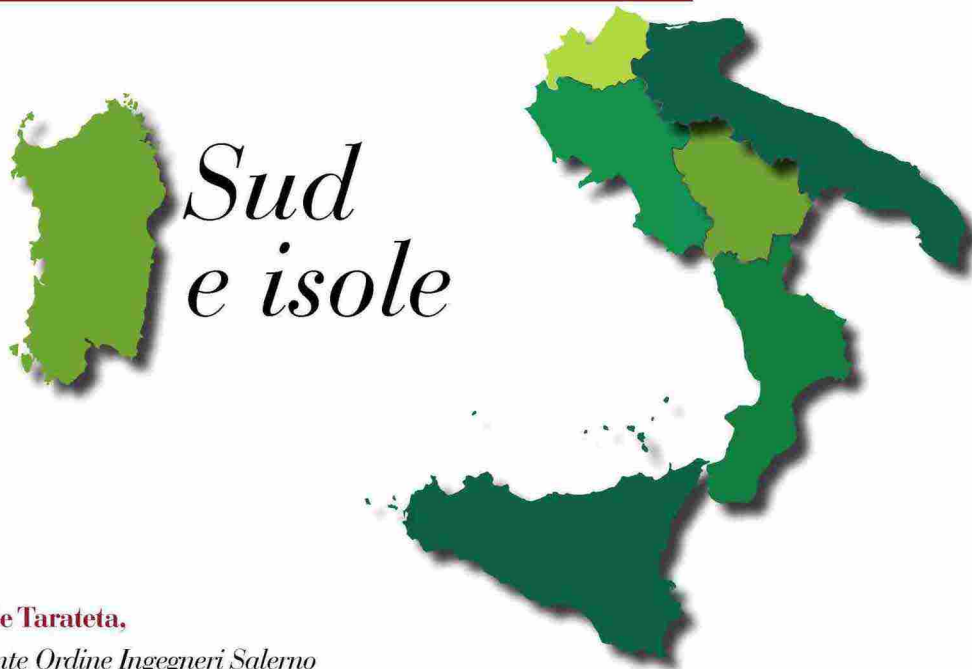 Sud
e isole
e Tarateta,
nte Ordine Ingegneri Salerno